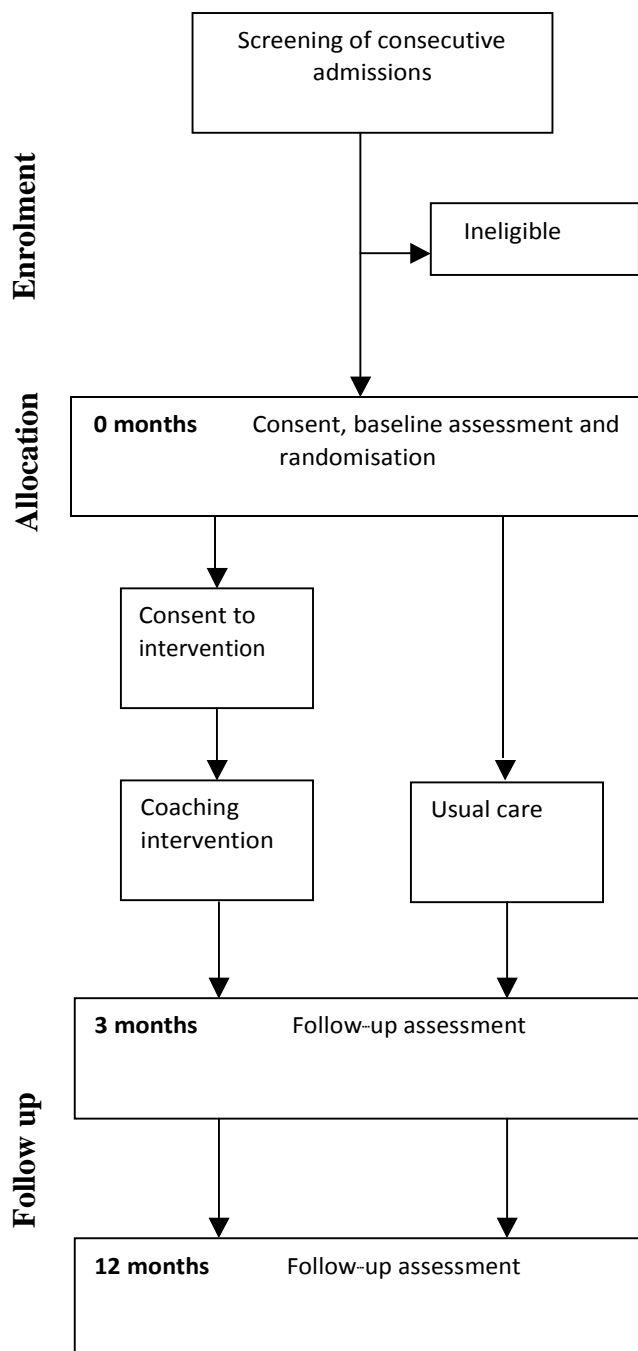 Screening of consecutive
admissions
Enrolment
Ineligible
Allocation
0 months Consent, baseline assessment and
randomisation
Consent to
intervention
Coaching
intervention
Usual care
3 months Follow-up assessment
Follow up
12 months Follow-up assessment